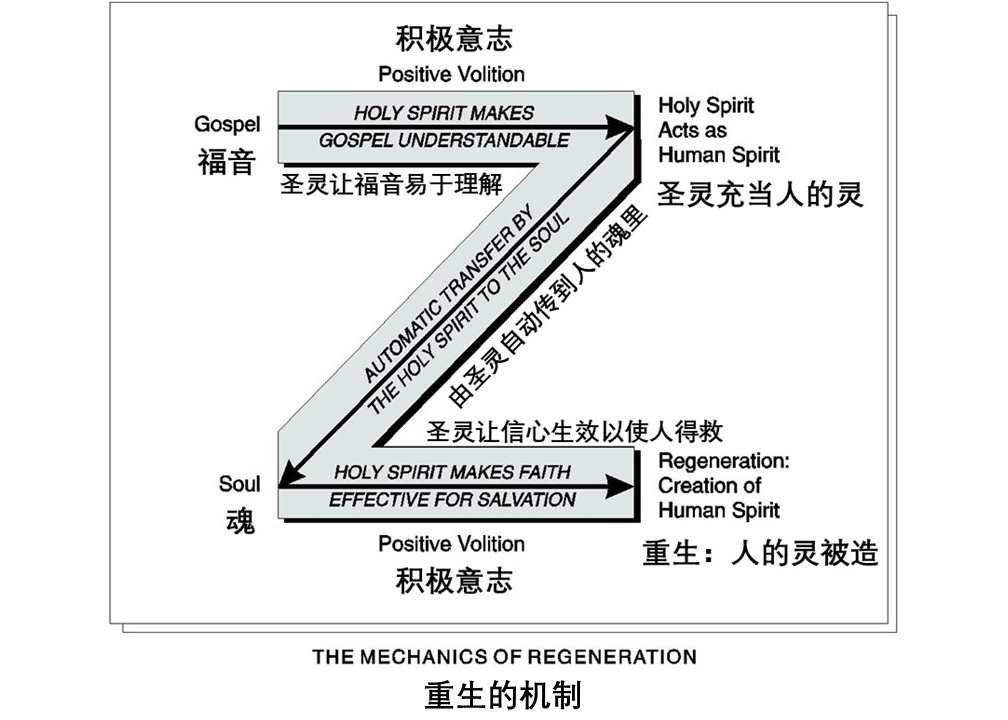 积极意志
Positive Volition
Gospel
福音
HOLY SPIRIT MAKES
GOSPEL UNDERSTANDABLE
圣灵让福音易于理解
Holy Spirit
Acts as
Human Spirit
圣灵充当人的灵
AUTOMATIC TRANSFER BY
THE HOLY SPIRIT TO THE SOUL
由圣灵自动传到人的魂里
圣灵让信心生效以使人得救
Soul
魂
HOLY SPIRIT MAKES FAITH
EFFECTIVE FOR SALVATION
Regeneration:
Creation of
Human Spirit
重生：人的灵被造
Positive Volition
积极意志
THE MECHANICS OF REGENERATION
重生的机制